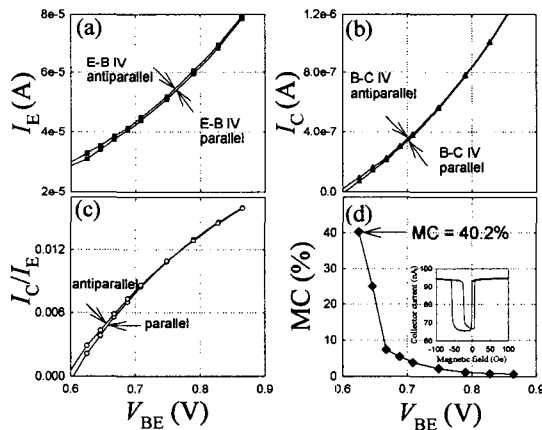 (a)
8e-5
6e-5
4e-5
2e-5
I_E (A)
E-B IV
antiparallel
E-B IV
parallel
(b)
1.2e-6
8.0e-7
4.0e-7
0.0
I_C (A)
B-C IV
antiparallel
B-C IV
parallel
(c)
0.012
0.006
0.000
I_C/I_E
antiparallel
parallel
0.6 0.7 0.8 0.9
V_BE (V)
(d)
50
40
30
20
10
0
MC (%)
MC = 40.2%
Collector current (nA)
100
90
80
70
60
-100 -50 0 50 100
Magnetic field (Oe)
0.6 0.7 0.8 0.9
V_BE (V)